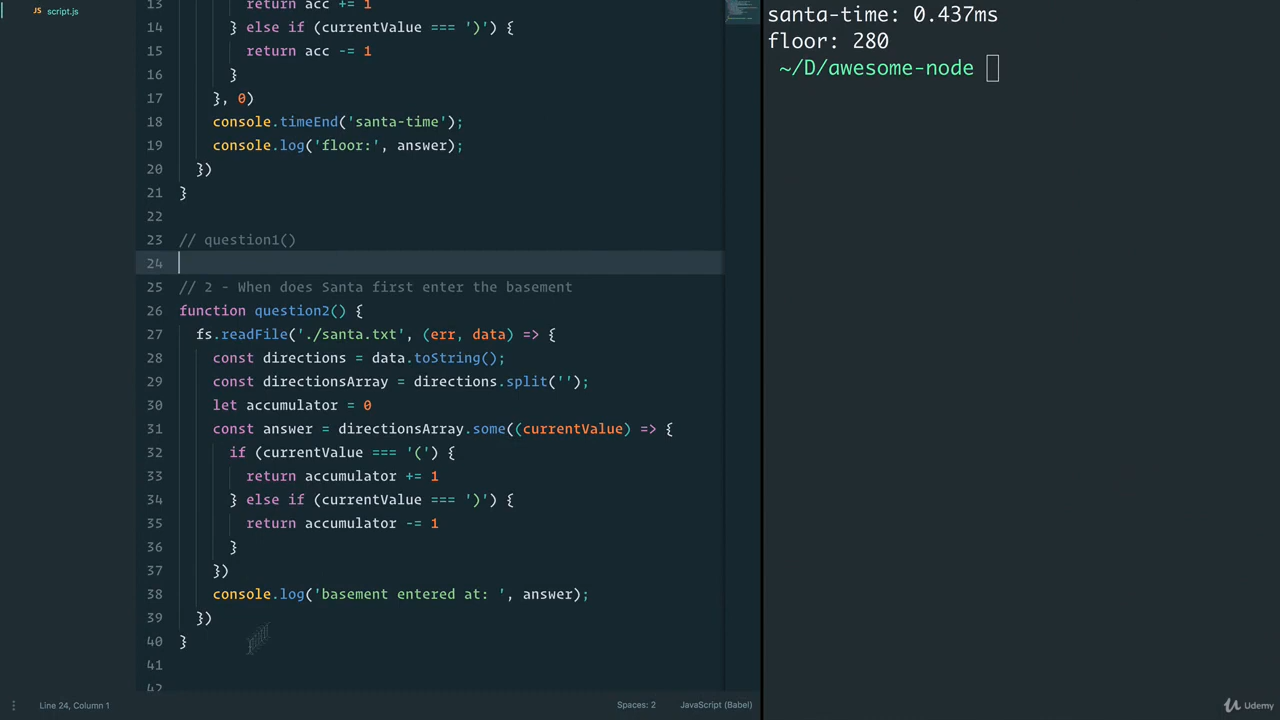 JS script.js
13 return acc += 1
14 } else if (currentValue === ')') {
15 return acc -= 1
16 }
17 }, 0)
18 console.timeEnd('santa-time');
19 console.log('floor:', answer);
20 })
21 }
22
23 // question1()
24
25 // 2 - When does Santa first enter the basement
26 function question2() {
27 fs.readFile('./santa.txt', (err, data) => {
28 const directions = data.toString();
29 const directionsArray = directions.split('');
30 let accumulator = 0
31 const answer = directionsArray.some((currentValue) => {
32 if (currentValue === '(') {
33 return accumulator += 1
34 } else if (currentValue === ')') {
35 return accumulator -= 1
36 }
37 })
38 console.log('basement entered at: ', answer);
39 })
40 }
41
42
Line 24, Column 1
Spaces: 2
JavaScript (Babel)
santa-time: 0.437ms
floor: 280
~/D/awesome-node
Udemy